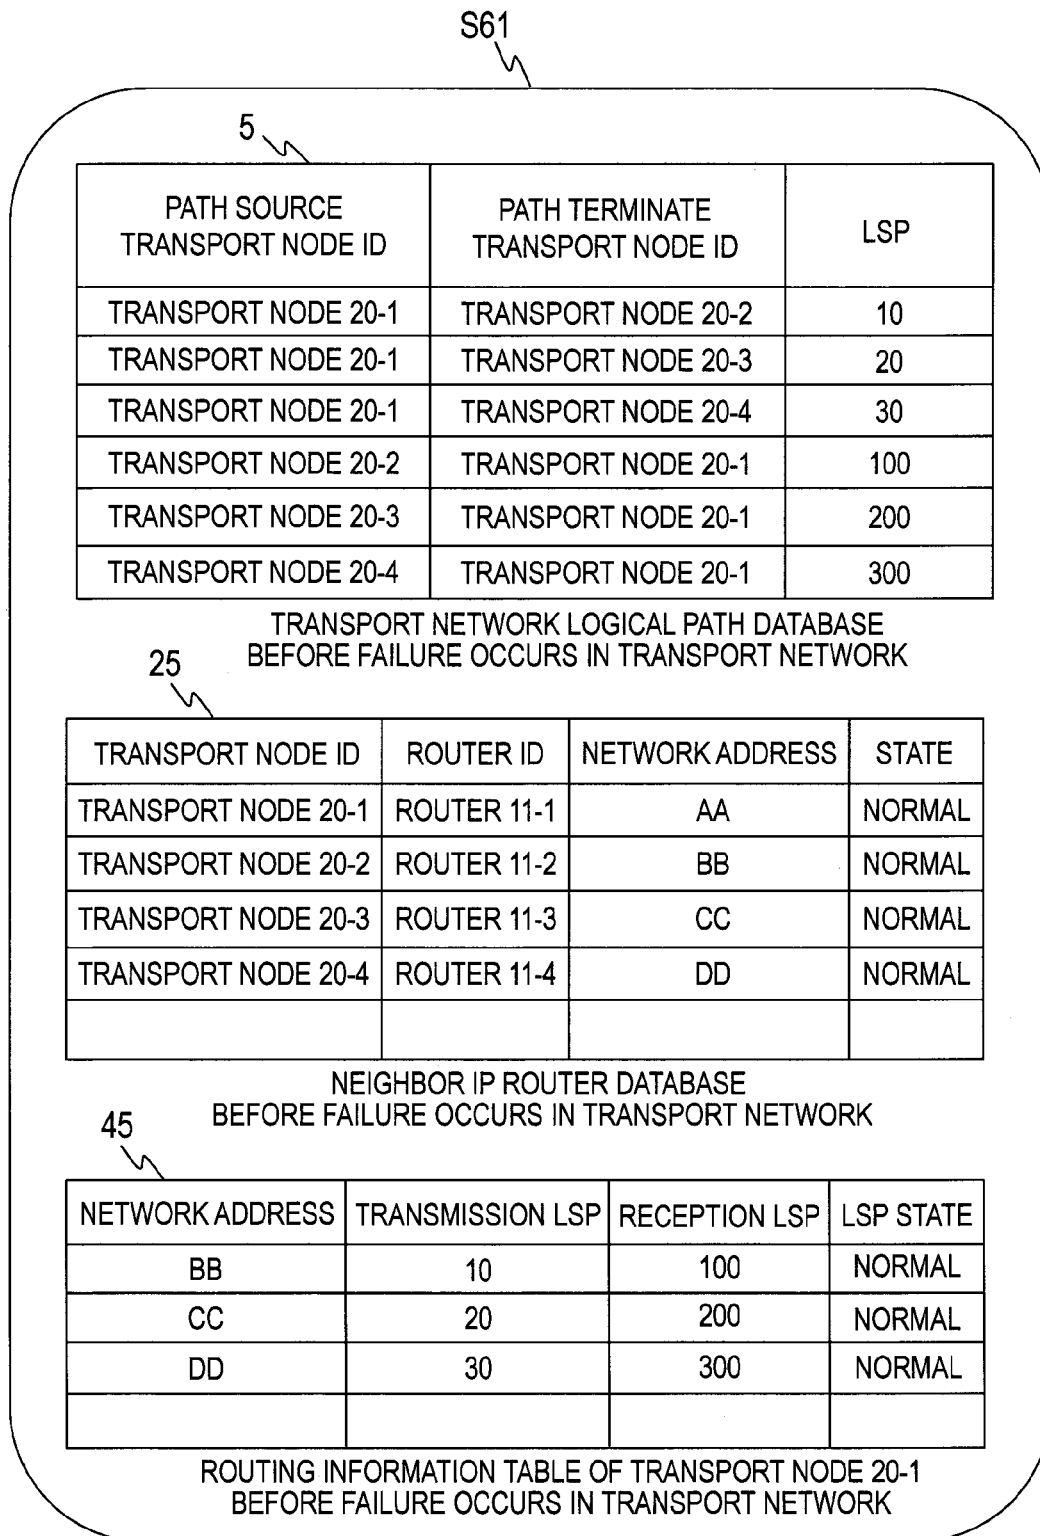 S61
5
PATH SOURCE
TRANSPORT NODE ID
PATH TERMINATE
TRANSPORT NODE ID
LSP
TRANSPORT NODE 20-1 TRANSPORT NODE 20-2 10
TRANSPORT NODE 20-1 TRANSPORT NODE 20-3 20
TRANSPORT NODE 20-1 TRANSPORT NODE 20-4 30
TRANSPORT NODE 20-2 TRANSPORT NODE 20-1 100
TRANSPORT NODE 20-3 TRANSPORT NODE 20-1 200
TRANSPORT NODE 20-4 TRANSPORT NODE 20-1 300
TRANSPORT NETWORK LOGICAL PATH DATABASE
BEFORE FAILURE OCCURS IN TRANSPORT NETWORK
25
TRANSPORT NODE ID ROUTER ID NETWORK ADDRESS STATE
TRANSPORT NODE 20-1 ROUTER 11-1 AA NORMAL
TRANSPORT NODE 20-2 ROUTER 11-2 BB NORMAL
TRANSPORT NODE 20-3 ROUTER 11-3 CC NORMAL
TRANSPORT NODE 20-4 ROUTER 11-4 DD NORMAL
NEIGHBOR IP ROUTER DATABASE
BEFORE FAILURE OCCURS IN TRANSPORT NETWORK
45
NETWORK ADDRESS TRANSMISSION LSP RECEPTION LSP LSP STATE
BB 10 100 NORMAL
CC 20 200 NORMAL
DD 30 300 NORMAL
ROUTING INFORMATION TABLE OF TRANSPORT NODE 20-1
BEFORE FAILURE OCCURS IN TRANSPORT NETWORK